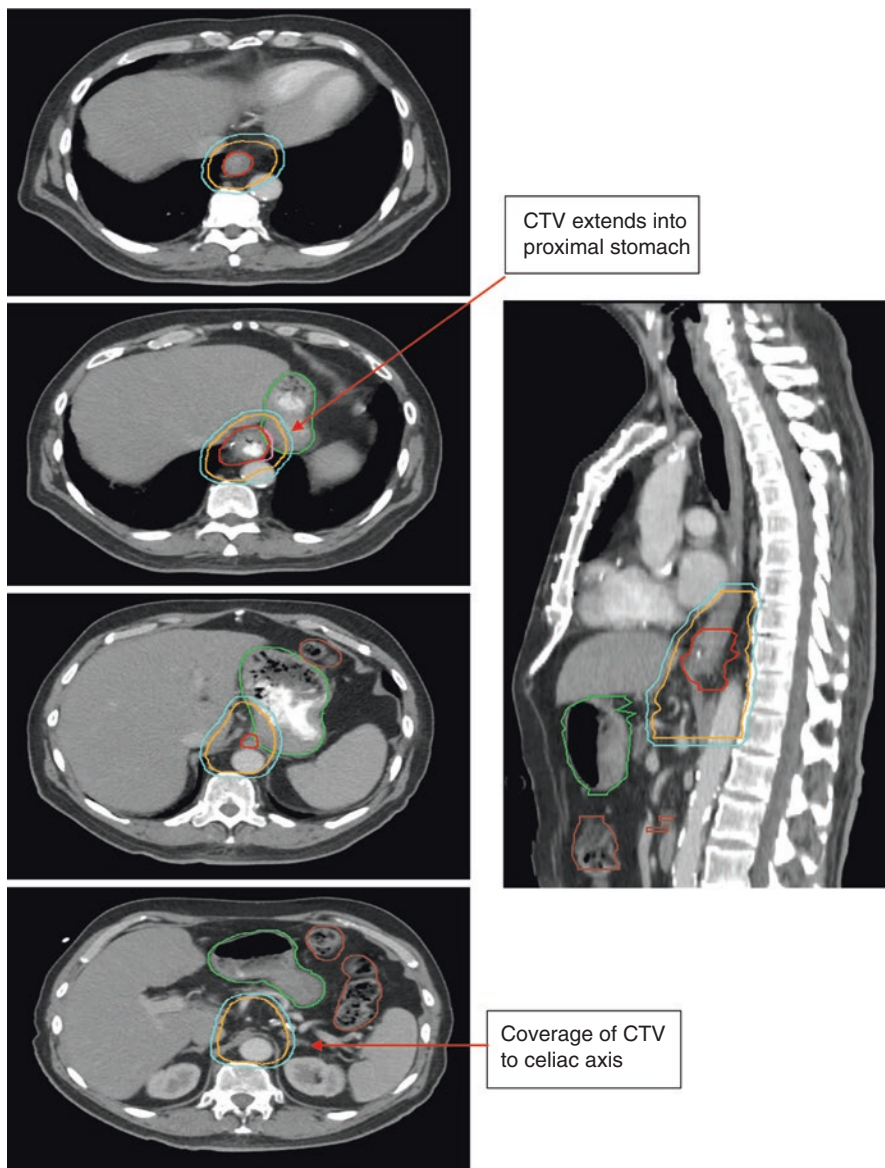 CTV extends into
proximal stomach
Coverage of CTV
to celiac axis